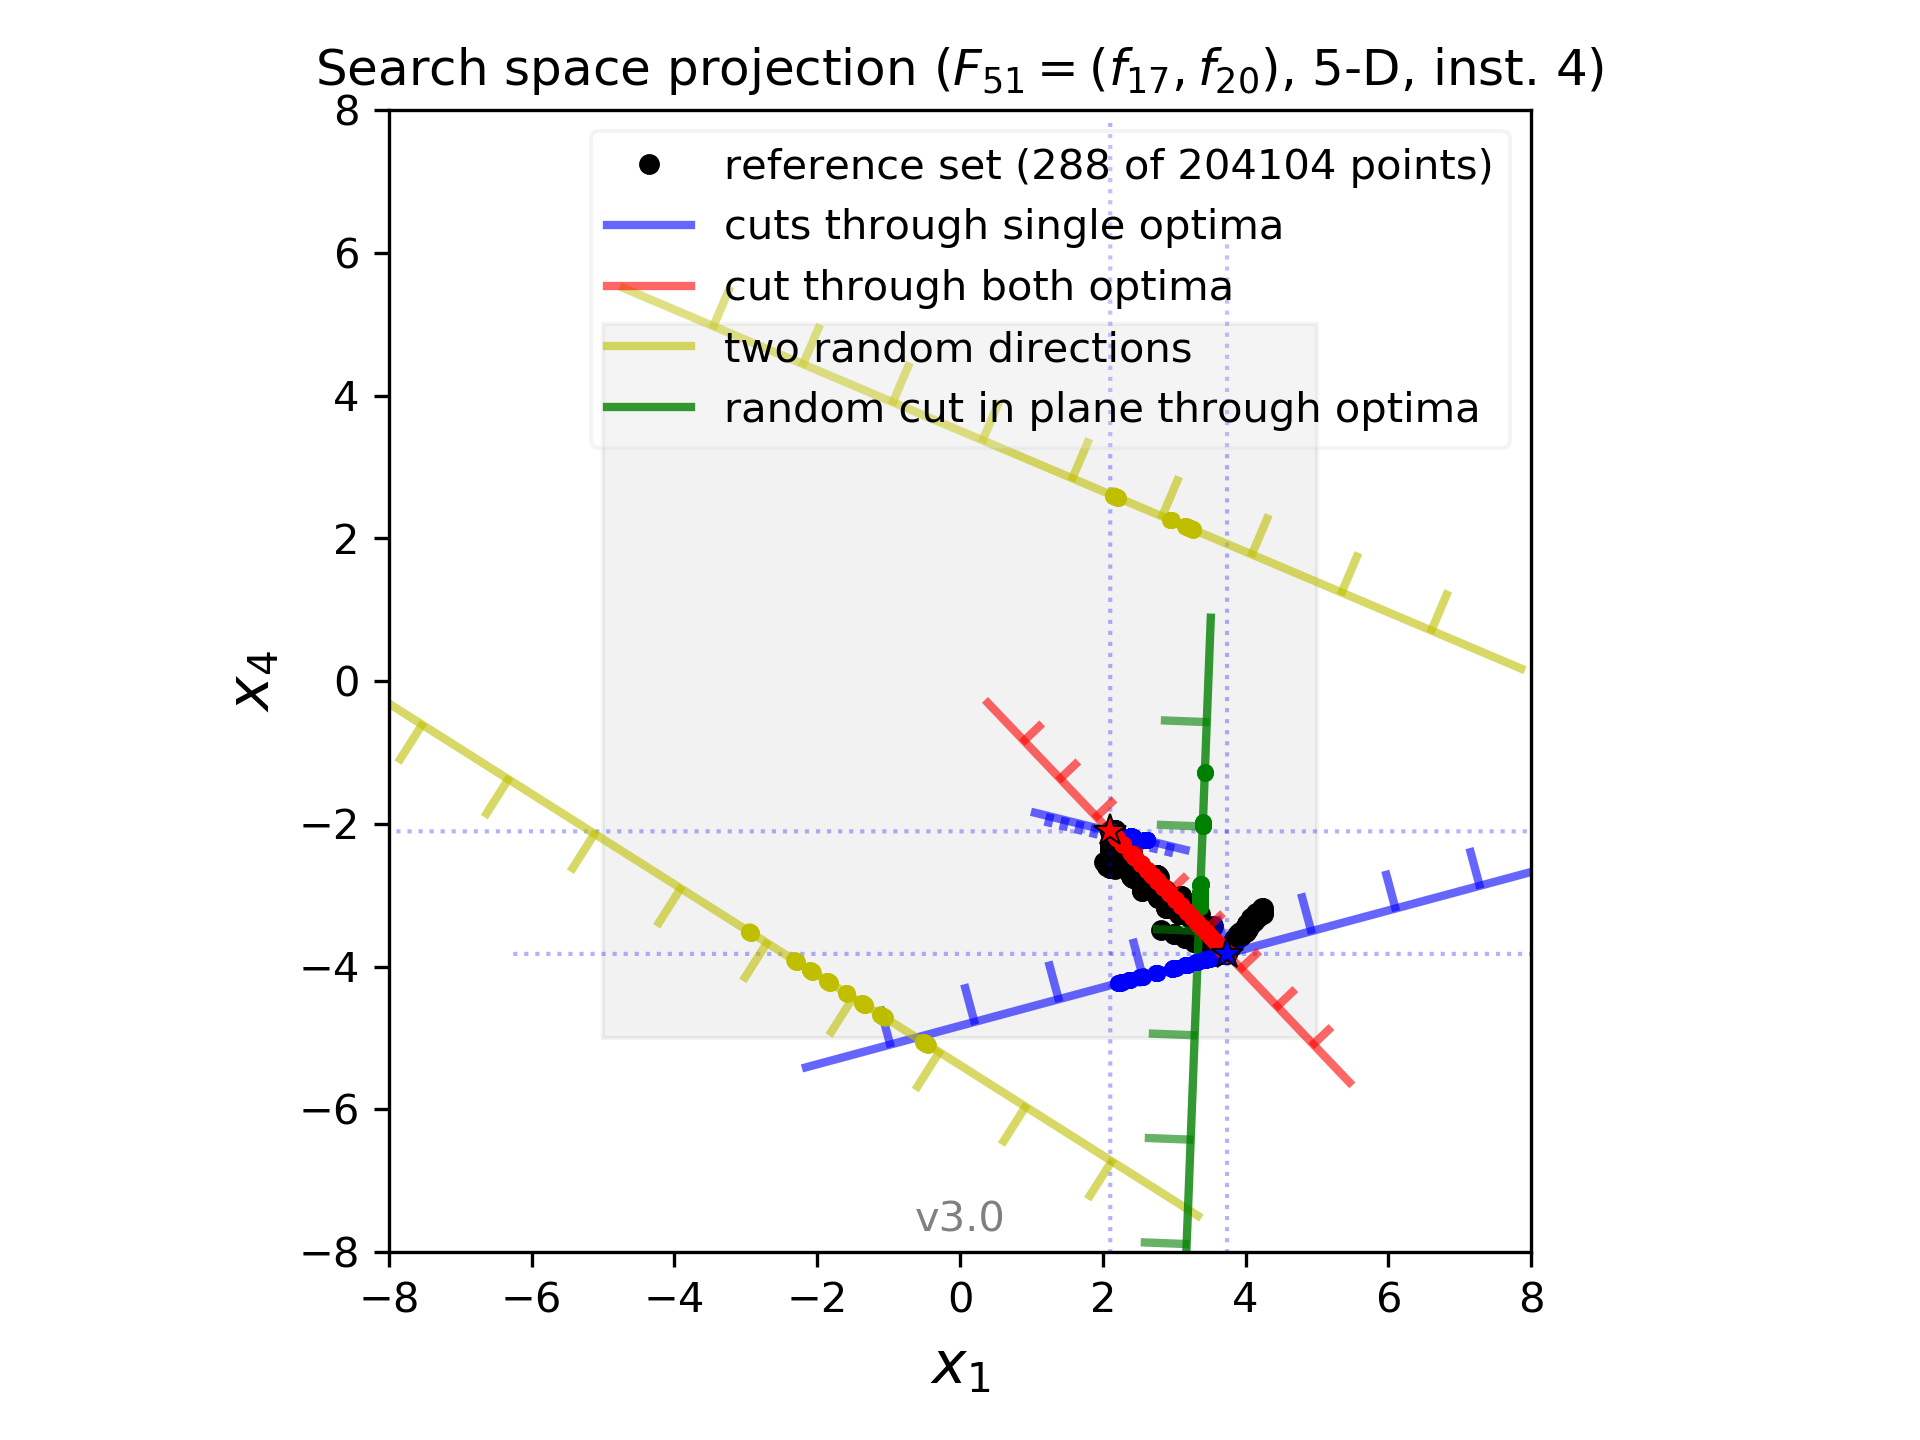 Search space projection (F51 = (f17, f20), 5-D, inst. 4)
8
reference set (288 of 204104 points)
cuts through single optima
6
cut through both optima
two random directions
4
random cut in plane through optima
2
x4
0
−2
−4
−6
v3.0
−8
−8 −6 −4 −2 0 2 4 6 8
x1